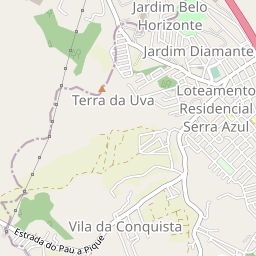 Jardim Belo
Horizonte
Jardim Diamante
Terra da Uva
Loteamento
Residencial
Serra Azul
Vila da Conquista
Estrada do Pau a Pique